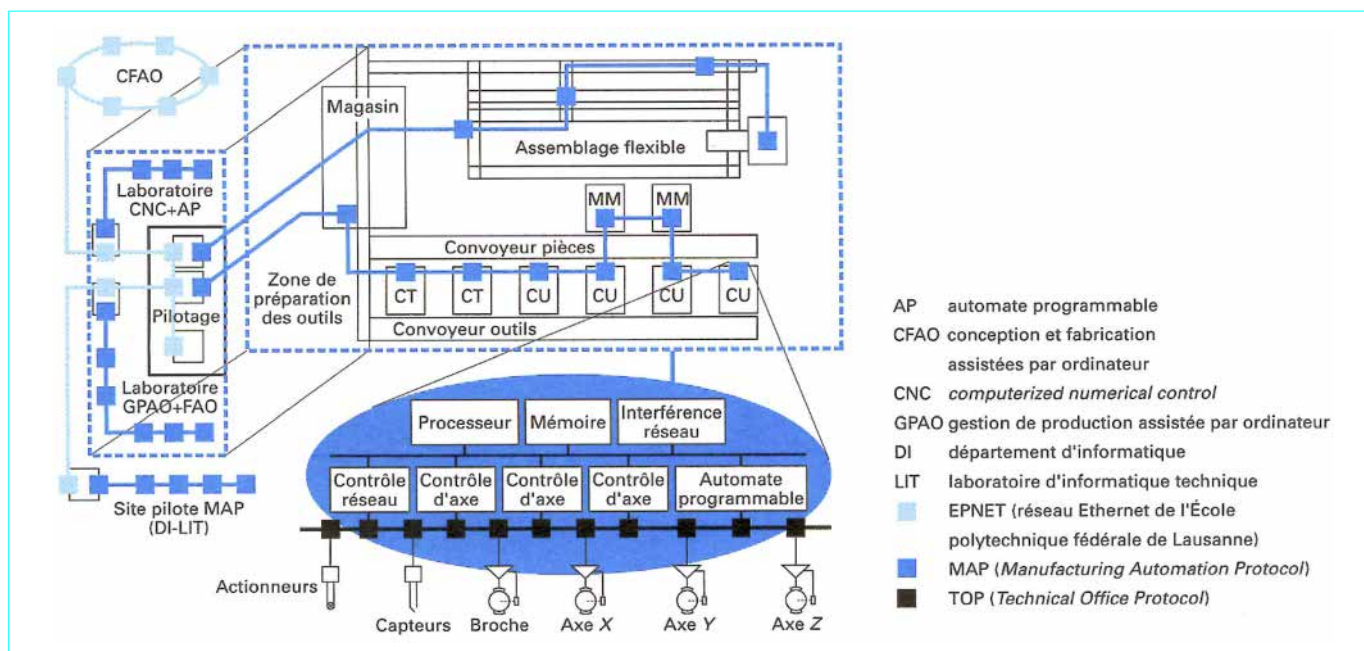 CFAO
Magasin
Assemblage flexible
Laboratoire
CNC+AP
MM
MM
Convoyeur pièces
Zone de
préparation
des outils
CT
CT
CU
CU
CU
CU
Pilotage
Convoyeur outils
Laboratoire
GPAO+FAO
Processeur
Mémoire
Interférence
réseau
Contrôle
réseau
Contrôle
d'axe
Contrôle
d'axe
Contrôle
d'axe
Automate
programmable
Site pilote MAP
(DI-LIT)
Actionneurs
Capteurs
Broche
Axe X
Axe Y
Axe Z
AP automate programmable
CFAO conception et fabrication
assistées par ordinateur
CNC computerized numerical control
GPAO gestion de production assistée par ordinateur
DI département d'informatique
LIT laboratoire d'informatique technique
EPNET (réseau Ethernet de l'École
polytechnique fédérale de Lausanne)
MAP (Manufacturing Automation Protocol)
TOP (Technical Office Protocol)